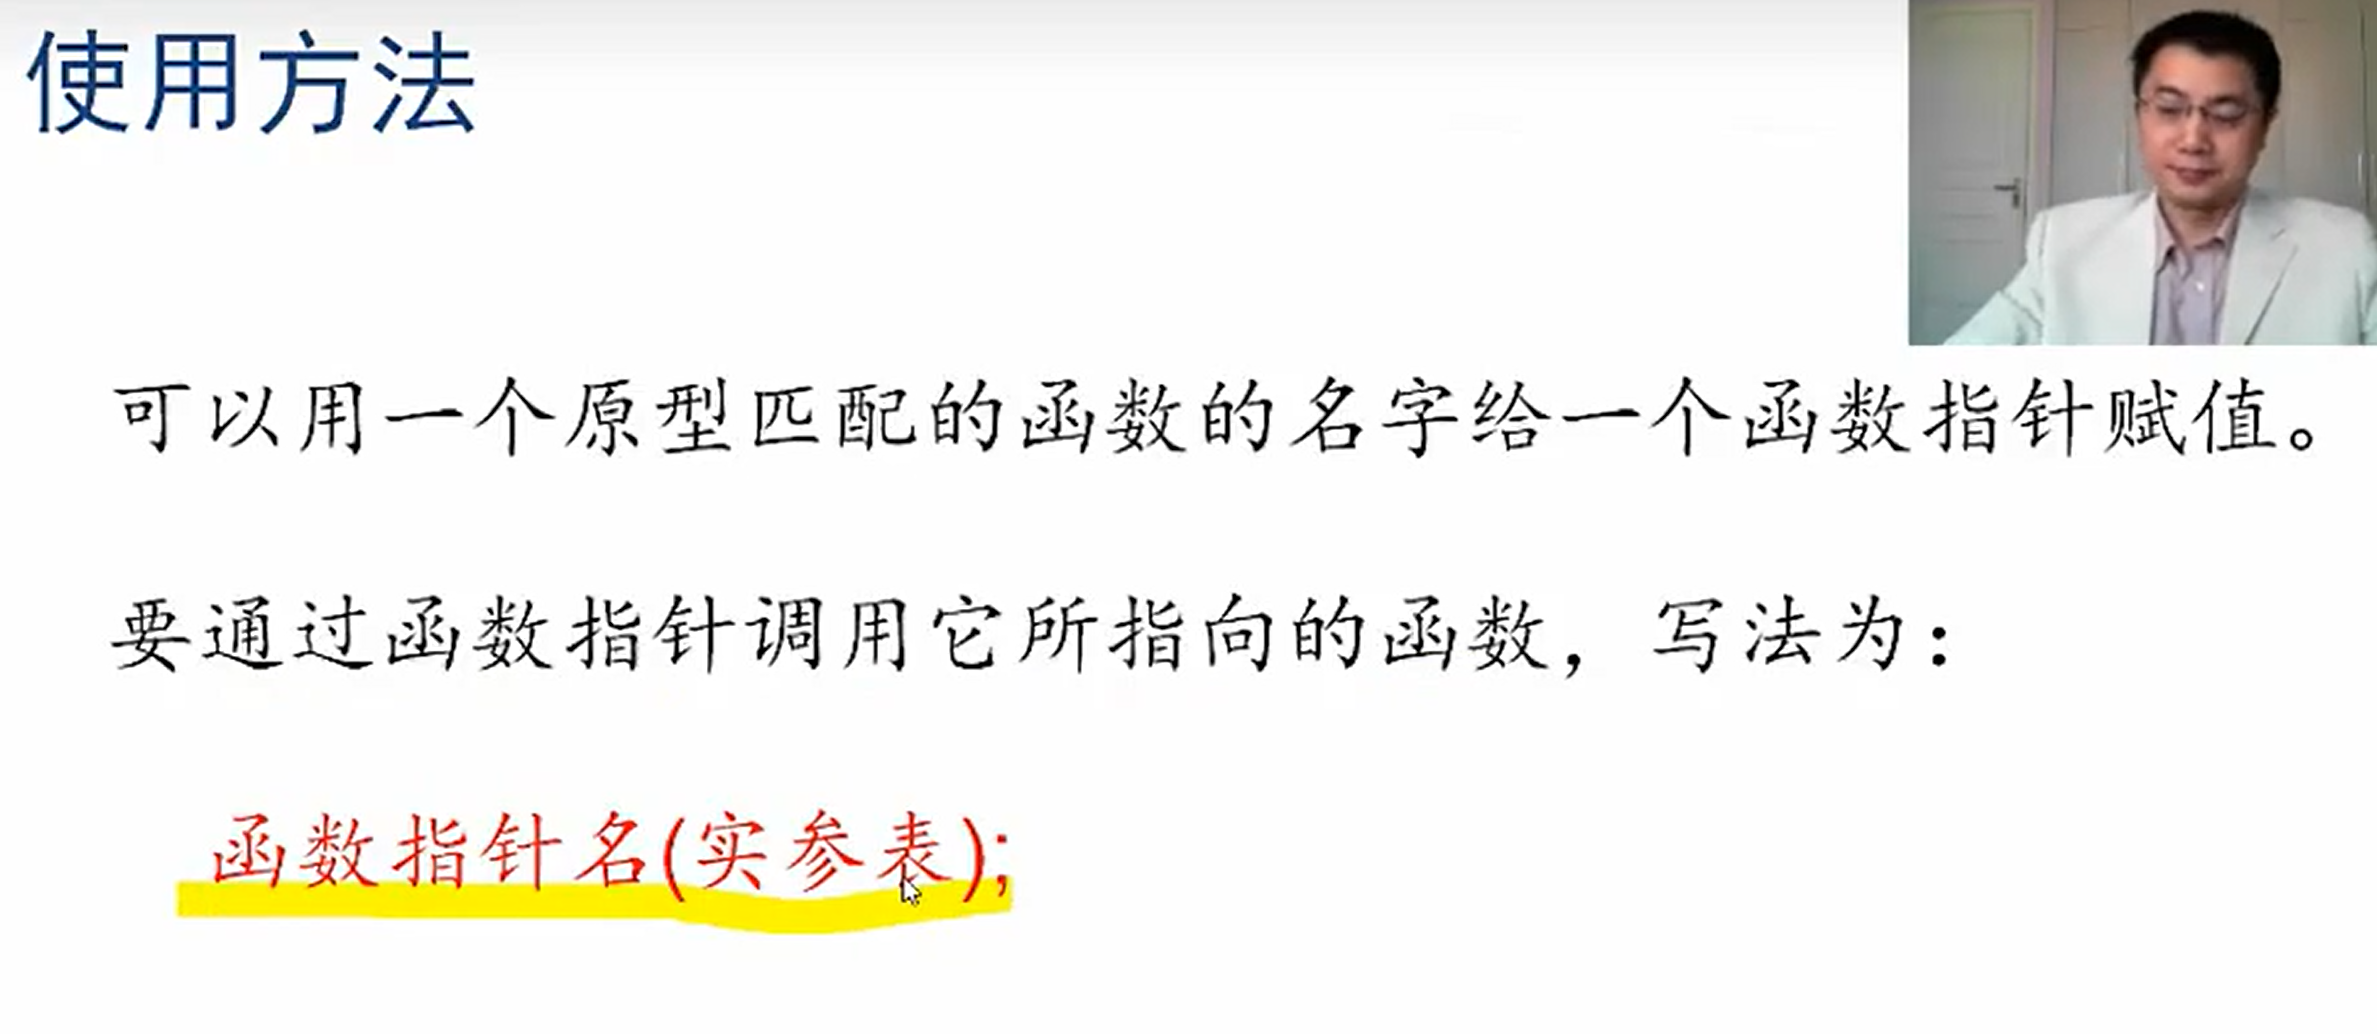 使用方法
可以用一个原型匹配的函数的名字给一个函数指针赋值。
要通过函数指针调用它所指向的函数，写法为：
函数指针名(实参表);